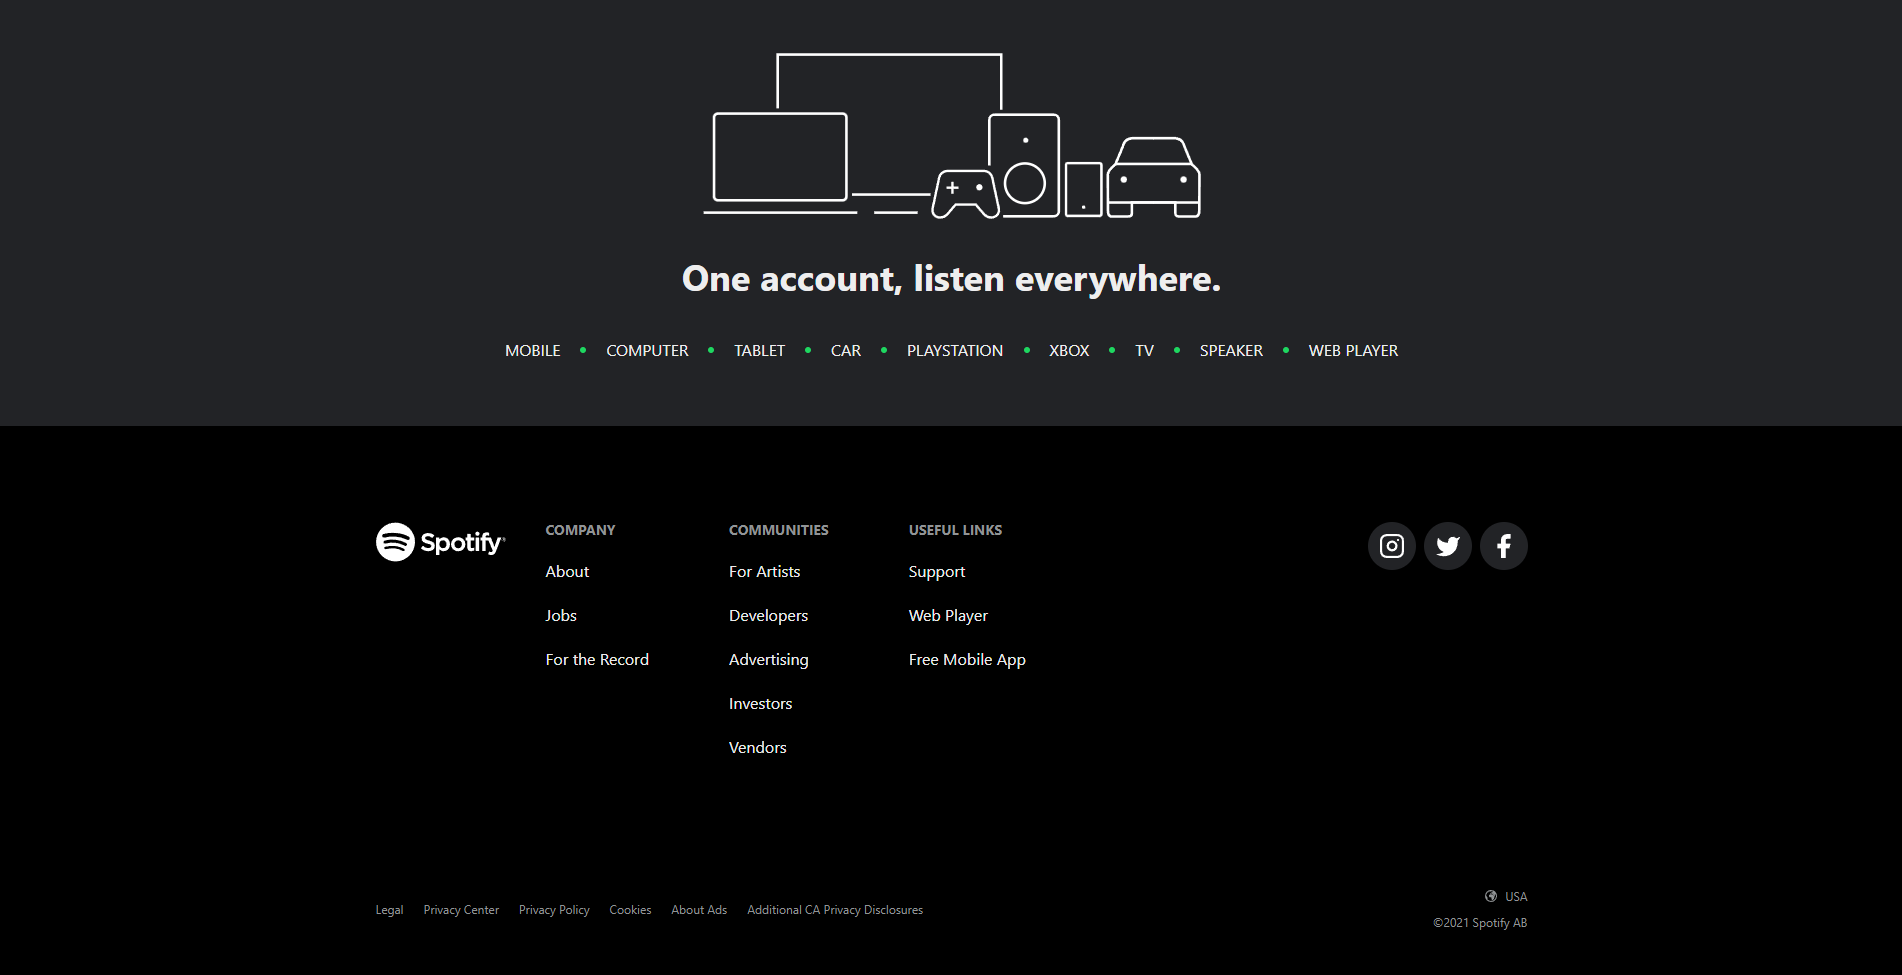 One account, listen everywhere.
MOBILE • COMPUTER • TABLET • CAR • PLAYSTATION • XBOX • TV • SPEAKER • WEB PLAYER
Spotify®
COMPANY
About
Jobs
For the Record
COMMUNITIES
For Artists
Developers
Advertising
Investors
Vendors
USEFUL LINKS
Support
Web Player
Free Mobile App
Legal Privacy Center Privacy Policy Cookies About Ads Additional CA Privacy Disclosures
USA
©2021 Spotify AB